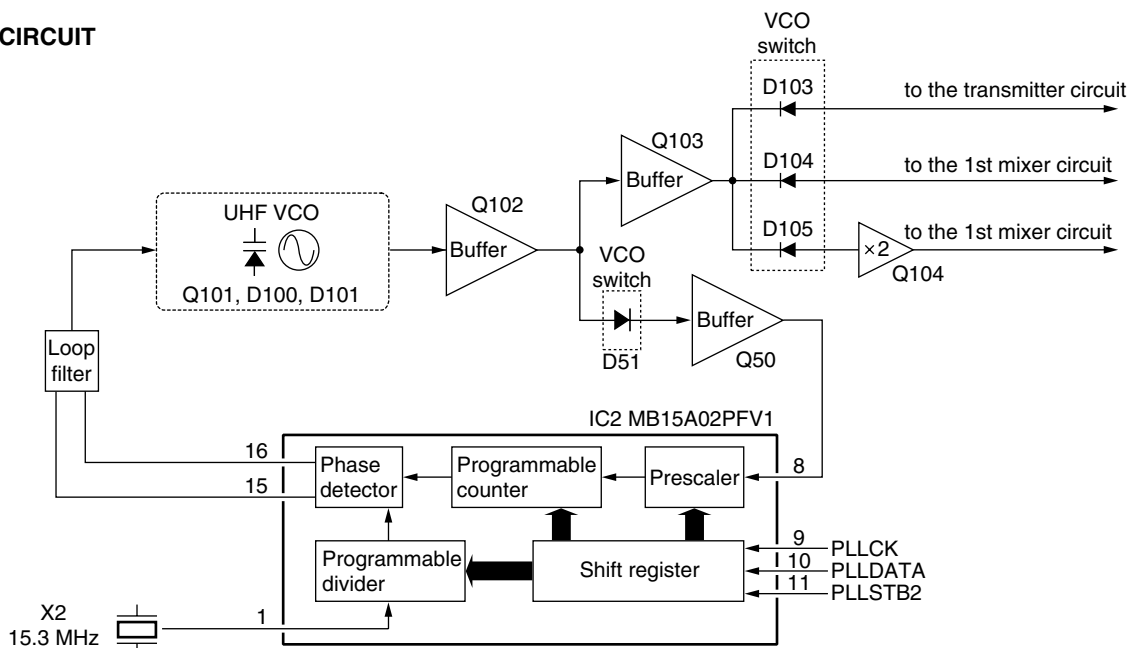 CIRCUIT
VCO
switch
D103
to the transmitter circuit
Q103
Buffer
D104
to the 1st mixer circuit
D105
to the 1st mixer circuit
×2
Q104
UHF VCO
Q101, D100, D101
Q102
Buffer
VCO
switch
D51
Buffer
Q50
Loop
filter
IC2 MB15A02PFV1
16
15
Phase
detector
Programmable
counter
Prescaler
8
Programmable
divider
Shift register
9
PLLCK
10
PLLDATA
11
PLLSTB2
X2
15.3 MHz
1